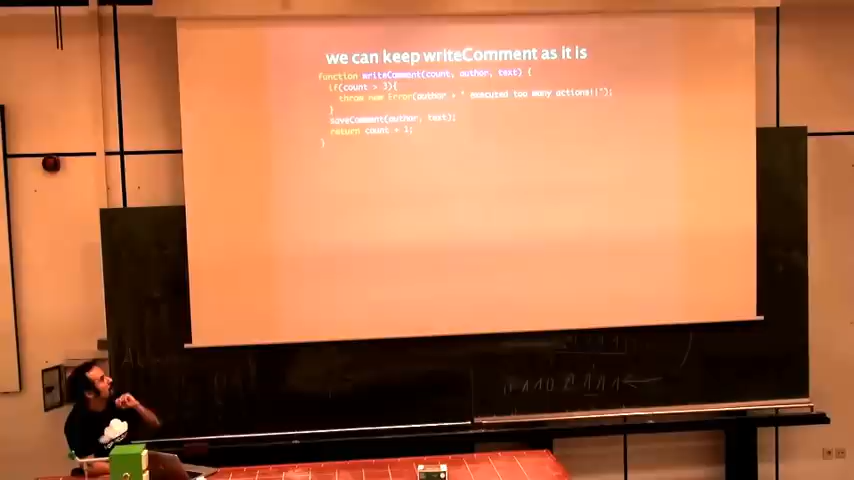 we can keep writeComment as it is
function writeComment(count, author, text) {
if(count > 3){
throw new Error(author + " executed too many actions!!");
}
saveComment(author, text);
return count + 1;
}